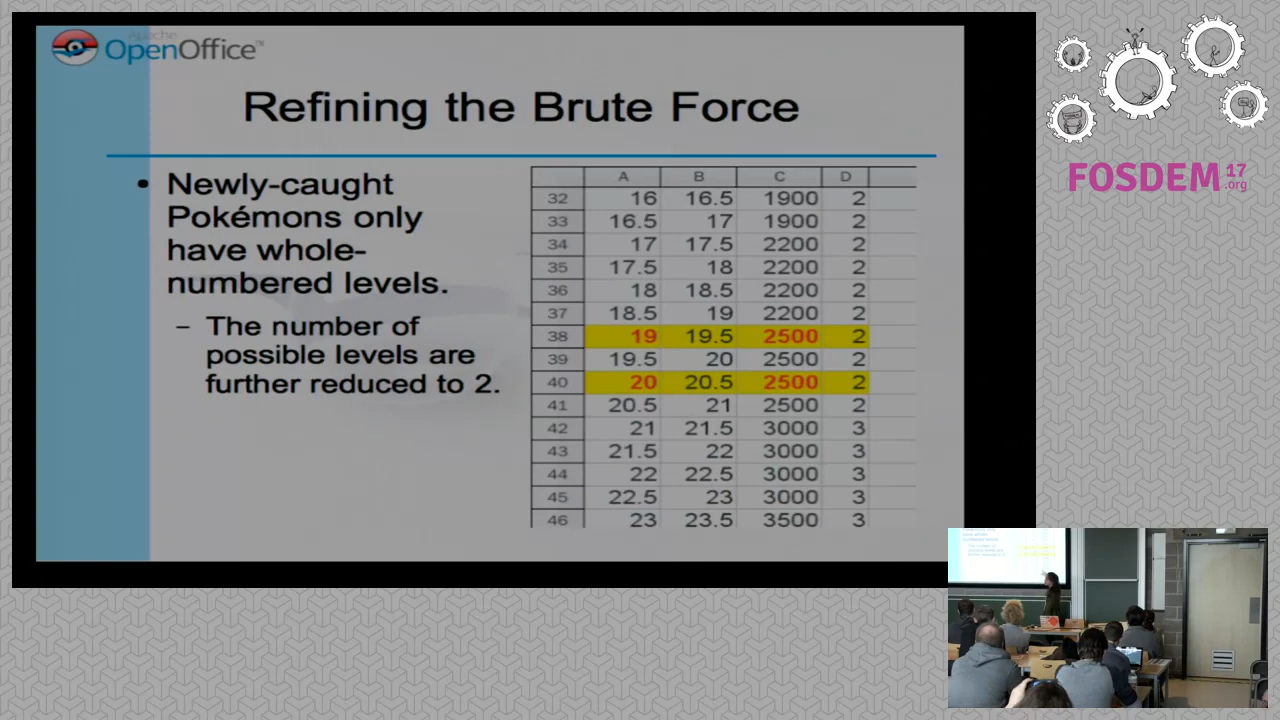 Apache
OpenOffice™
Refining the Brute Force
• Newly-caught
Pokémons only
have whole-
numbered levels.
– The number of
possible levels are
further reduced to 2.
A B C D
32 16 16.5 1900 2
33 16.5 17 1900 2
34 17 17.5 2200 2
35 17.5 18 2200 2
36 18 18.5 2200 2
37 18.5 19 2200 2
38 19 19.5 2500 2
39 19.5 20 2500 2
40 20 20.5 2500 2
41 20.5 21 2500 2
42 21 21.5 3000 3
43 21.5 22 3000 3
44 22 22.5 3000 3
45 22.5 23 3000 3
46 23 23.5 3500 3
FOSDEM 17
.org